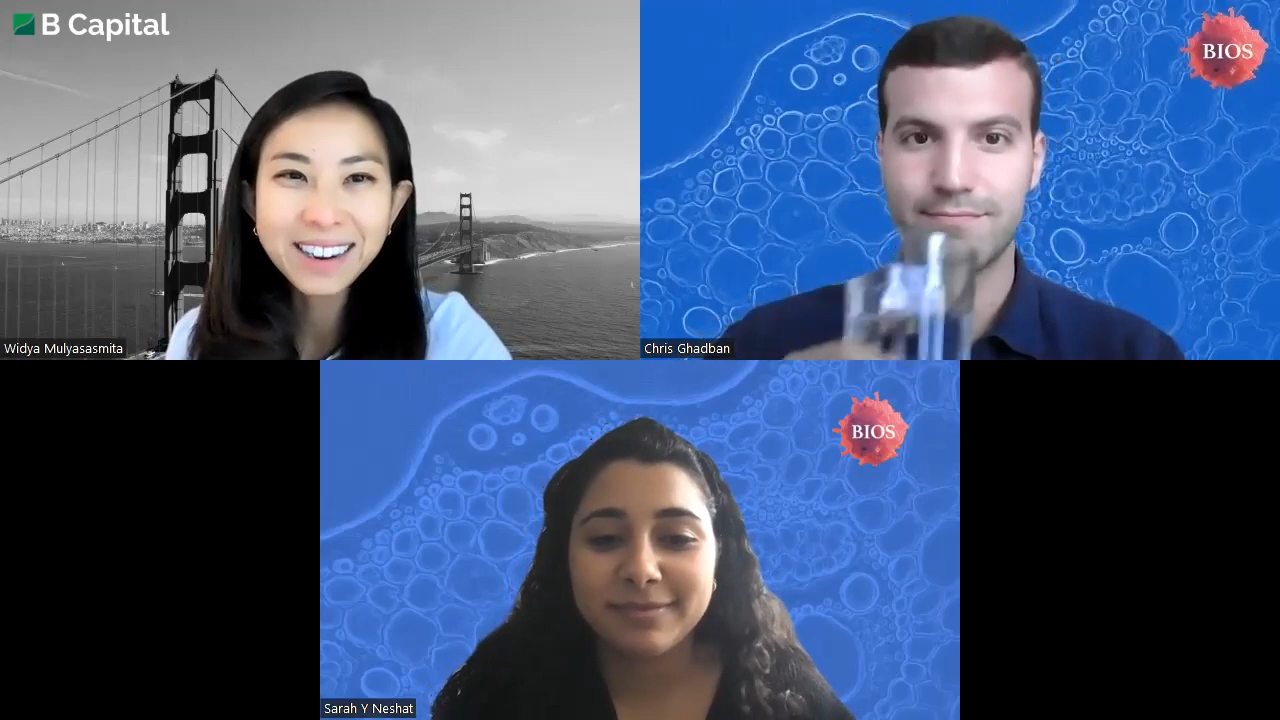 B Capital
BIOS
Widya Mulyasasmita
Chris Ghadban
BIOS
Sarah Y Neshat